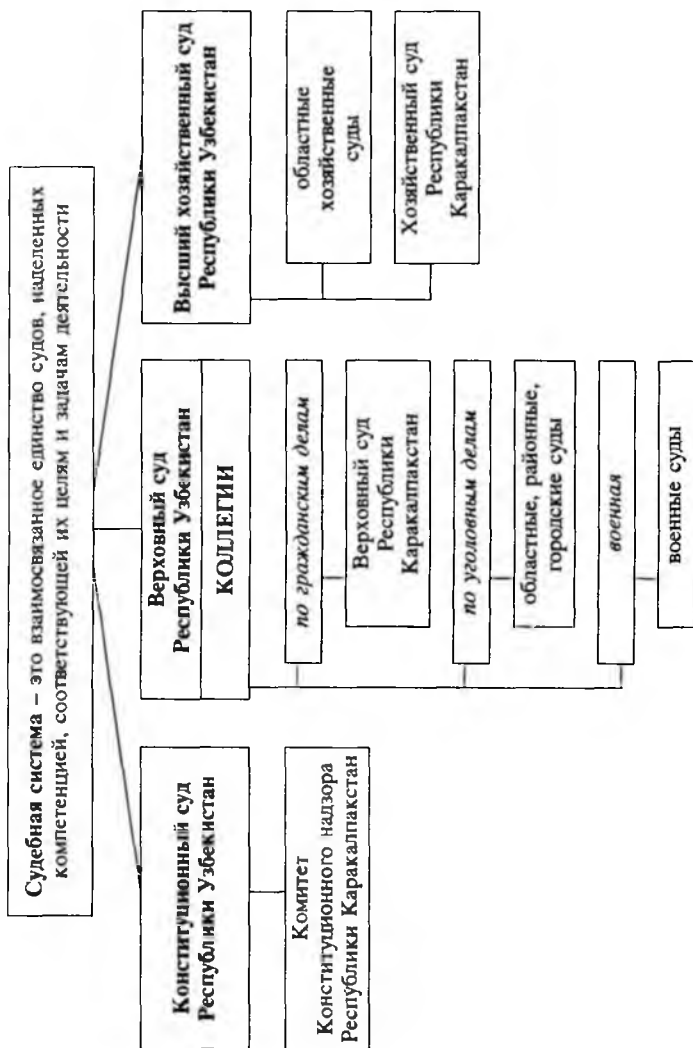 Судебная система – это взаимосвязанное единство судов, наделенных
компетенцией, соответствующей их целям и задачам деятельности
Конституционный суд
Республики Узбекистан
Комитет
Конституционного надзора
Республики Каракалпакстан
Верховный суд
Республики Узбекистан
КОЛЛЕГИИ
по гражданским делам
Верховный суд
Республики
Каракалпакстан
по уголовным делам
областные, районные,
городские суды
военная
военные суды
Высший хозяйственный суд
Республики Узбекистан
областные
хозяйственные
суды
Хозяйственный суд
Республики
Каракалпакстан